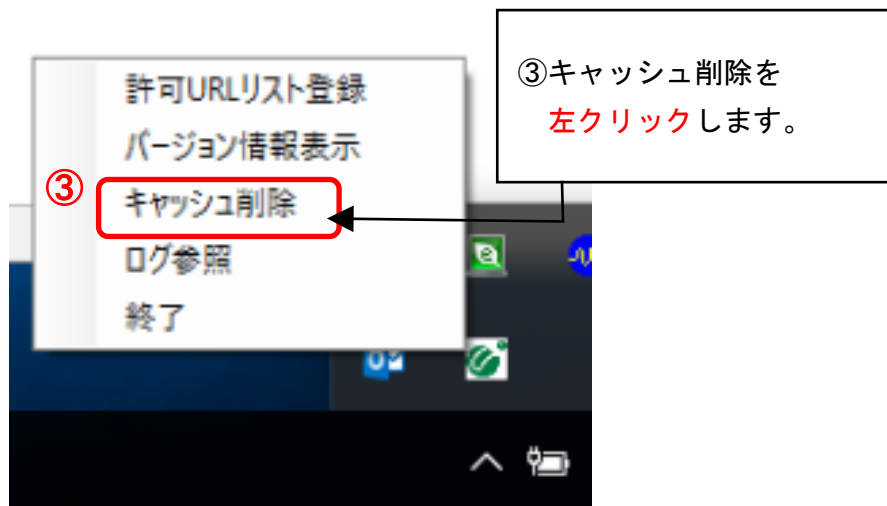 許可URLリスト登録
バージョン情報表示
③
キャッシュ削除
ログ参照
終了
③キャッシュ削除を
左クリックします。